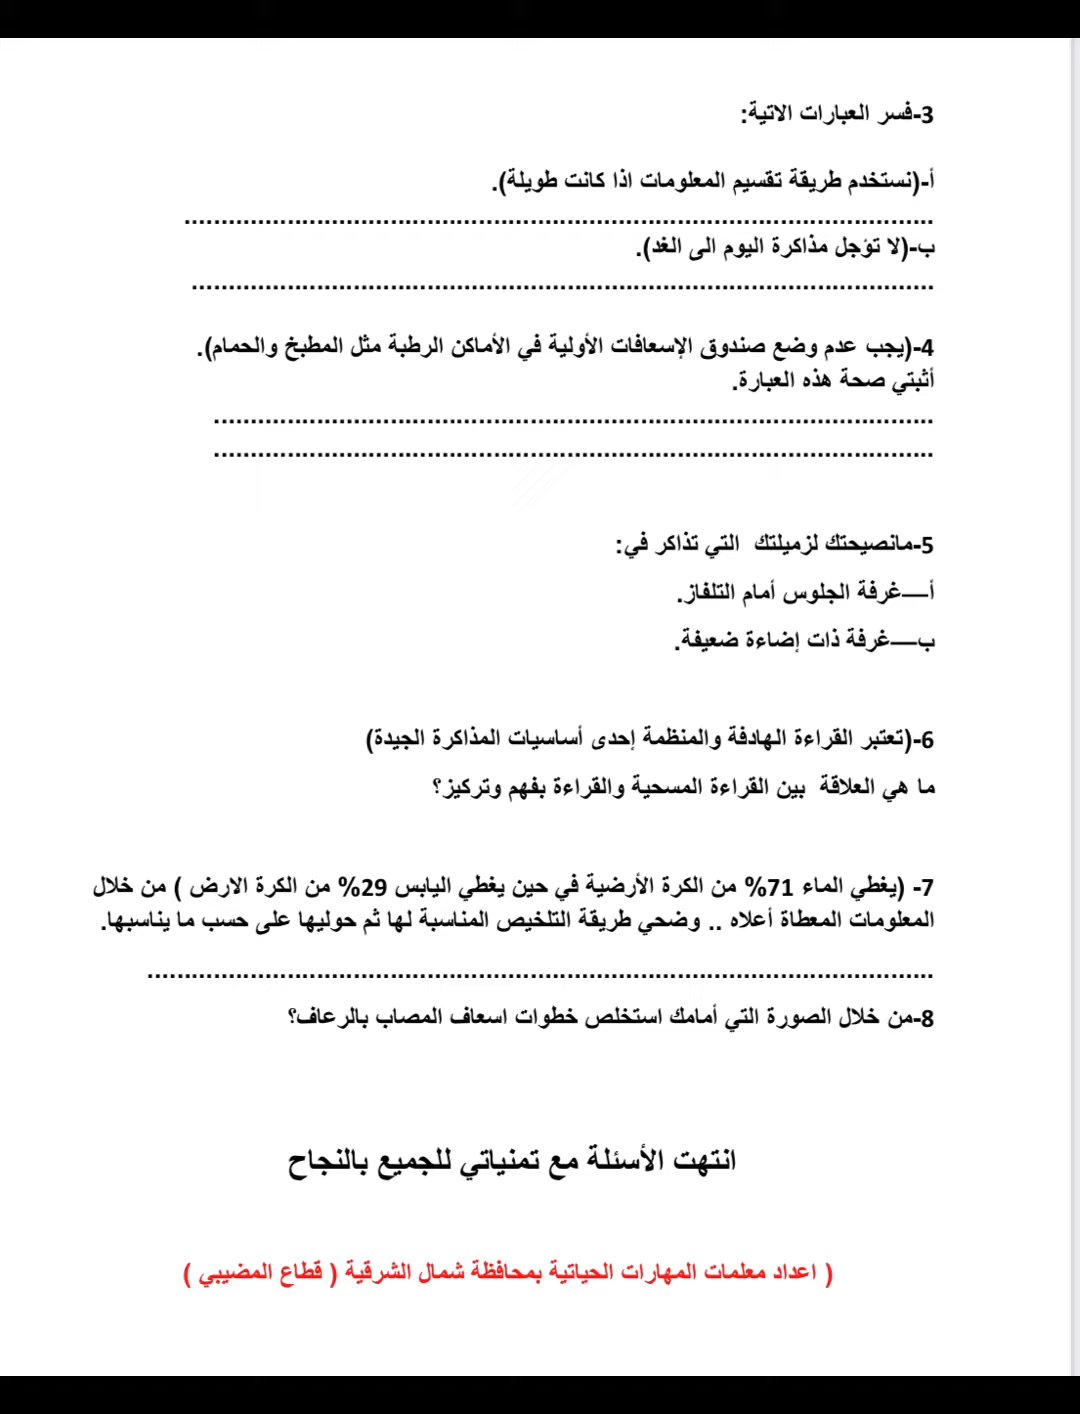 3-فسر العبارات الاتية:
أ-(نستخدم طريقة تقسيم المعلومات اذا كانت طويلة).
................................................................................................
ب-(لا تؤجل مذاكرة اليوم الى الغد).
...............................................................................................
4-(يجب عدم وضع صندوق الإسعافات الأولية في الأماكن الرطبة مثل المطبخ والحمام).
أثبتي صحة هذه العبارة.
............................................................................................
............................................................................................
5-مانصيحتك لزميلتك التي تذاكر في:
أ—غرفة الجلوس أمام التلفاز.
ب—غرفة ذات إضاءة ضعيفة.
6-(تعتبر القراءة الهادفة والمنظمة إحدى أساسيات المذاكرة الجيدة)
ما هي العلاقة بين القراءة المسحية والقراءة بفهم وتركيز؟
7- (يغطي الماء 71% من الكرة الأرضية في حين يغطي اليابس 29% من الكرة الارض ) من خلال
المعلومات المعطاة أعلاه .. وضحي طريقة التلخيص المناسبة لها ثم حوليها على حسب ما يناسبها.
....................................................................................................
8-من خلال الصورة التي أمامك استخلص خطوات اسعاف المصاب بالرعاف؟
انتهت الأسئلة مع تمنياتي للجميع بالنجاح
( اعداد معلمات المهارات الحياتية بمحافظة شمال الشرقية ( قطاع المضيبي )